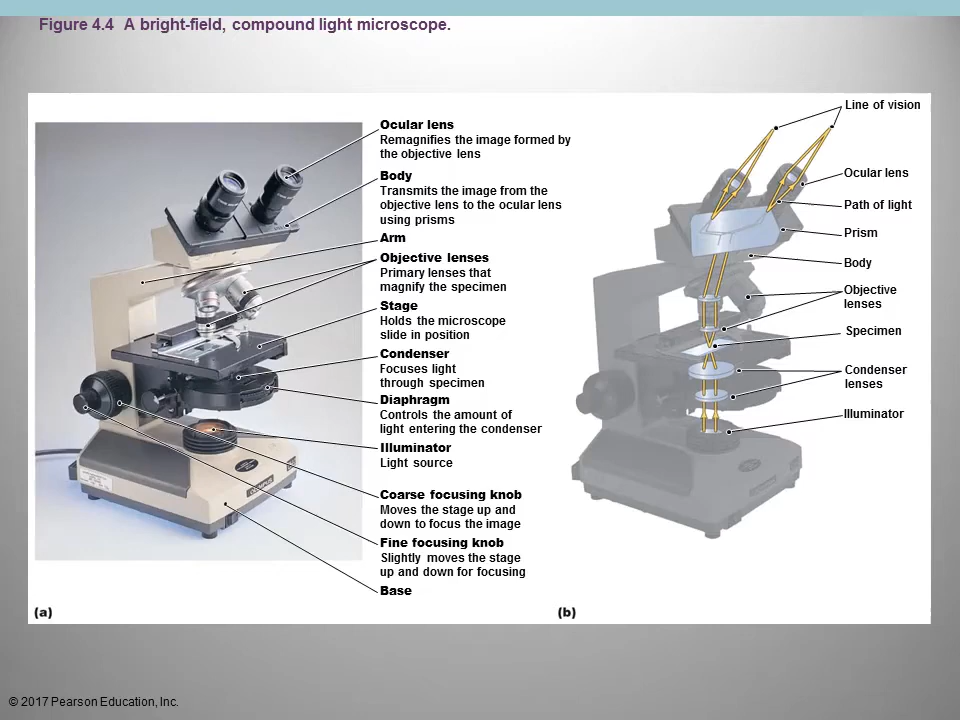 Figure 4.4 A bright-field, compound light microscope.
Ocular lens
Remagnifies the image formed by
the objective lens
Body
Transmits the image from the
objective lens to the ocular lens
using prisms
Arm
Objective lenses
Primary lenses that
magnify the specimen
Stage
Holds the microscope
slide in position
Condenser
Focuses light
through specimen
Diaphragm
Controls the amount of
light entering the condenser
Illuminator
Light source
Coarse focusing knob
Moves the stage up and
down to focus the image
Fine focusing knob
Slightly moves the stage
up and down for focusing
Base
(a)
Line of vision
Ocular lens
Path of light
Prism
Body
Objective
lenses
Specimen
Condenser
lenses
Illuminator
(b)
© 2017 Pearson Education, Inc.